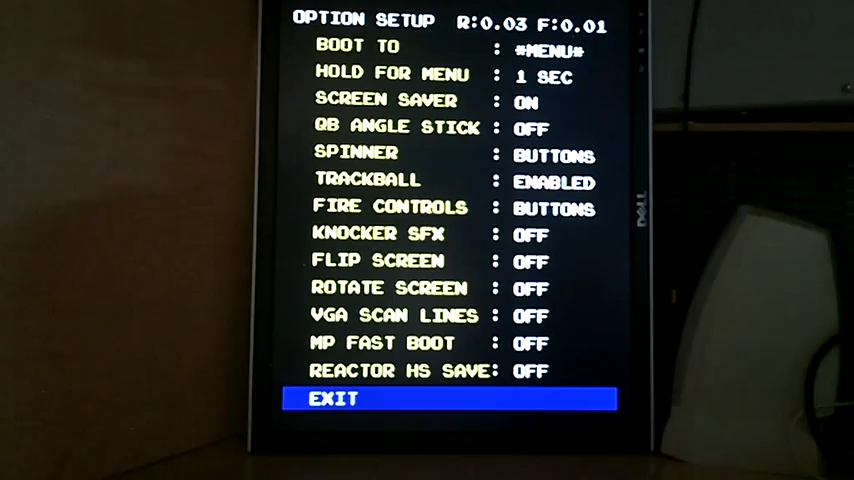 OPTION SETUP R:0.03 F:0.01
BOOT TO : *MENU*
HOLD FOR MENU : 1 SEC
SCREEN SAVER : ON
QB ANGLE STICK : OFF
SPINNER : BUTTONS
TRACKBALL : ENABLED
FIRE CONTROLS : BUTTONS
KNOCKER SFX : OFF
FLIP SCREEN : OFF
ROTATE SCREEN : OFF
VGA SCAN LINES : OFF
MP FAST BOOT : OFF
REACTOR HS SAVE: OFF
EXIT
DELL